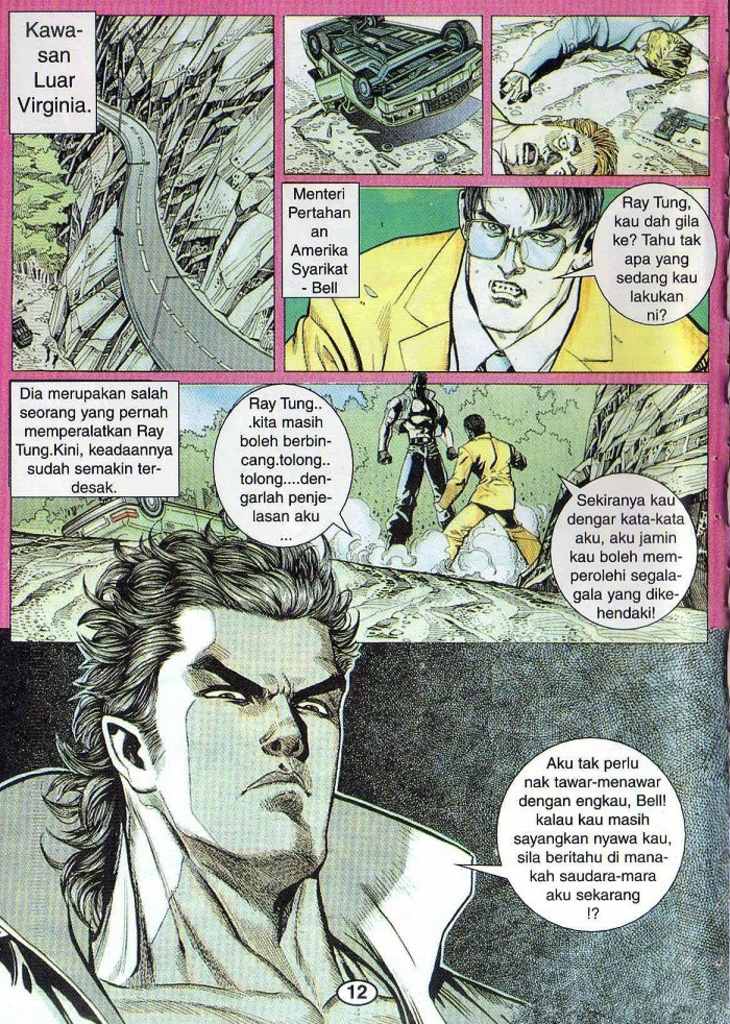 Kawa-
san
Luar
Virginia.
Menteri
Pertahan
an
Amerika
Syarikat
- Bell
Ray Tung,
kau dah gila
ke? Tahu tak
apa yang
sedang kau
lakukan
ni?
Dia merupakan salah
seorang yang pernah
memperalatkan Ray
Tung.Kini, keadaannya
sudah semakin ter-
desak.
Ray Tung..
.kita masih
boleh berbin-
cang.tolong..
tolong....den-
garlah penje-
lasan aku
...
Sekiranya kau
dengar kata-kata
aku, aku jamin
kau boleh mem-
perolehi segala-
gala yang dike-
hendaki!
Aku tak perlu
nak tawar-menawar
dengan engkau, Bell!
kalau kau masih
sayangkan nyawa kau,
sila beritahu di mana-
kah saudara-mara
aku sekarang
!?
12